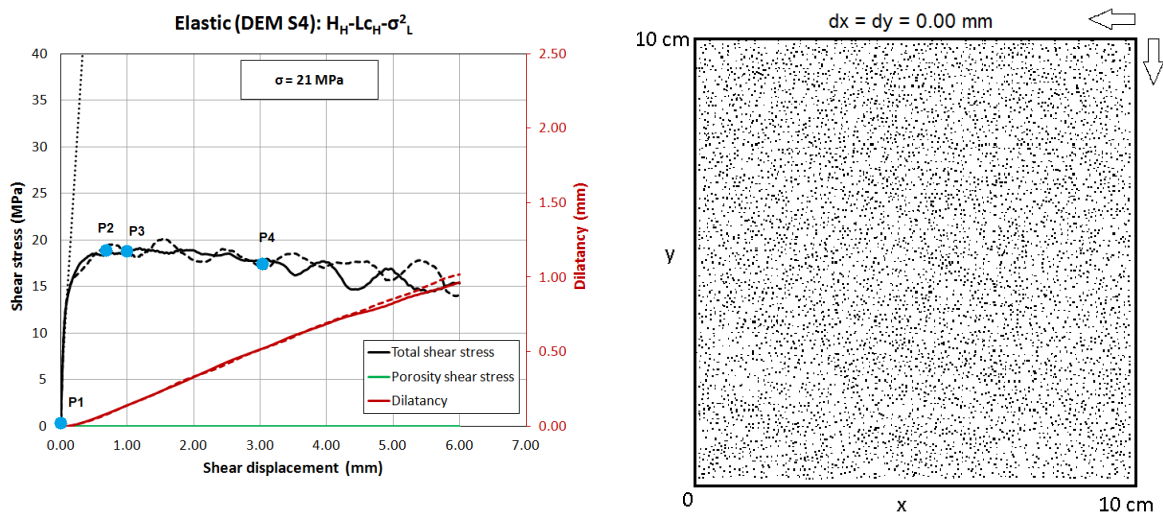 Elastic (DEM S4): H_H-Lc_H-σ²_L
σ = 21 MPa
Shear stress (MPa)
40
35
30
25
20
15
10
5
0
P1
P2
P3
P4
Total shear stress
Porosity shear stress
Dilatancy
2.50
2.00
1.50
1.00
0.50
0.00
Dilatancy (mm)
0.00 1.00 2.00 3.00 4.00 5.00 6.00 7.00
Shear displacement (mm)
dx = dy = 0.00 mm
10 cm
y
0
x
10 cm